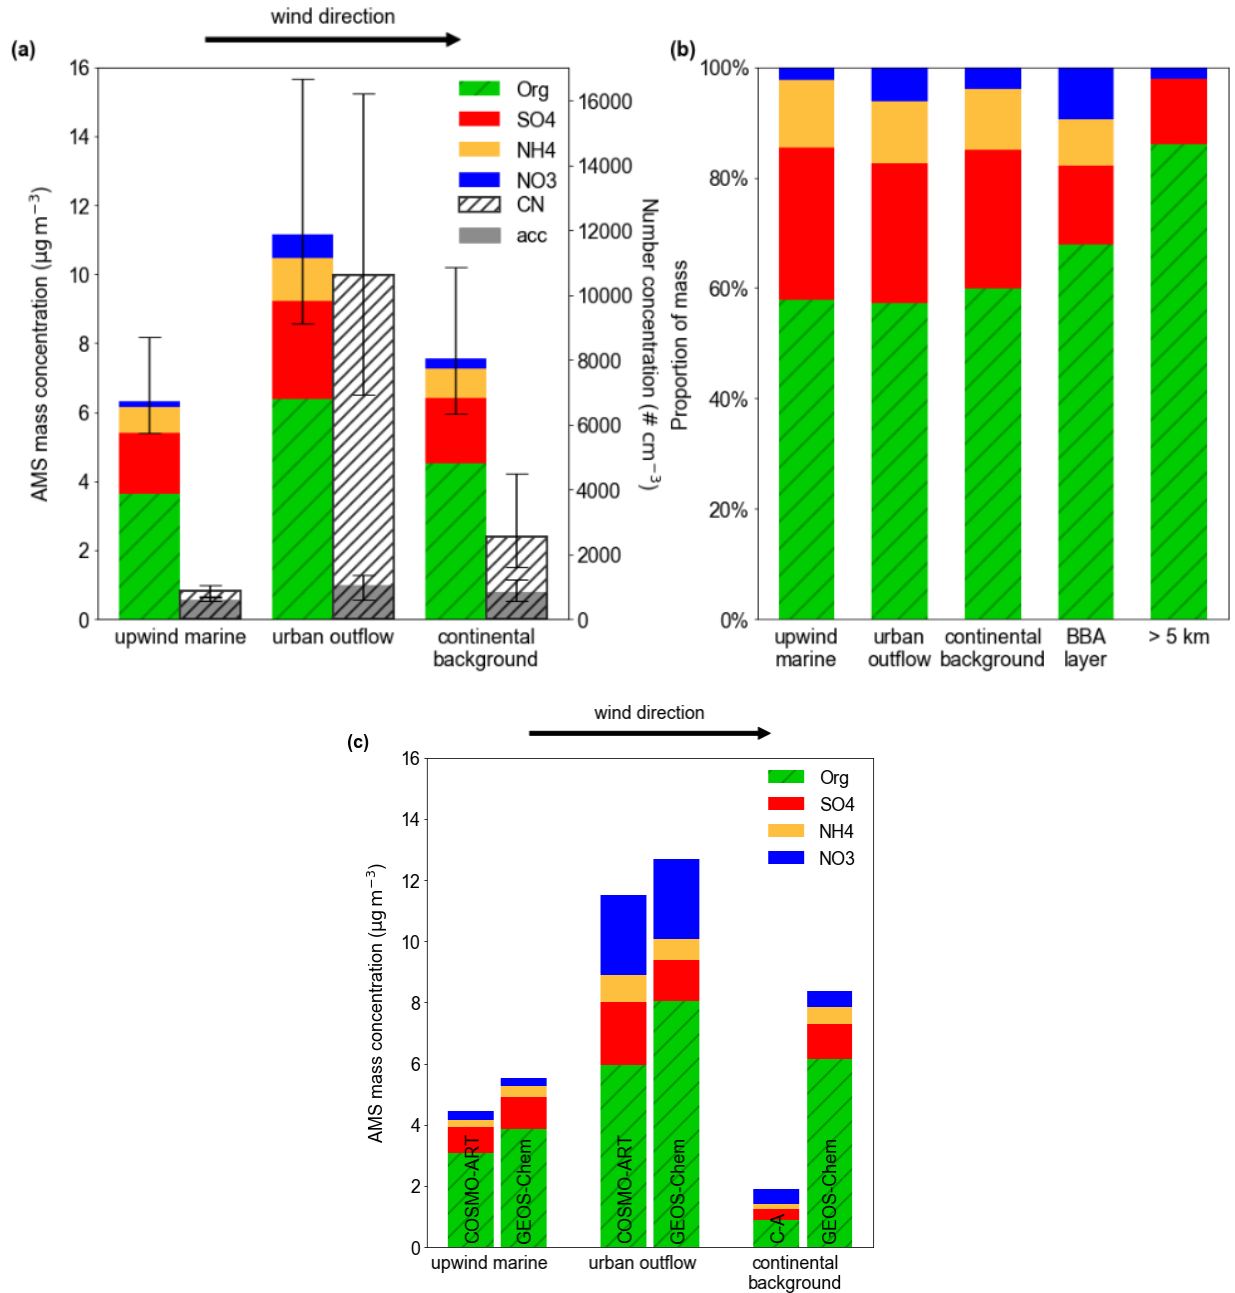 wind direction
(a)
16
14
12
10
8
6
4
2
0
AMS mass concentration (μg m−3)
Org
SO4
NH4
NO3
CN
acc
16000
14000
12000
10000
8000
6000
4000
2000
0
Number concentration (# cm−3)
upwind marine
urban outflow
continental
background
(b)
100%
80%
60%
40%
20%
0%
Proportion of mass
upwind
marine
urban
outflow
continental
background
BBA
layer
> 5 km
wind direction
(c)
16
14
12
10
8
6
4
2
0
AMS mass concentration (μg m−3)
Org
SO4
NH4
NO3
COSMO-ART
GEOS-Chem
COSMO-ART
GEOS-Chem
C-A
GEOS-Chem
upwind marine
urban outflow
continental
background